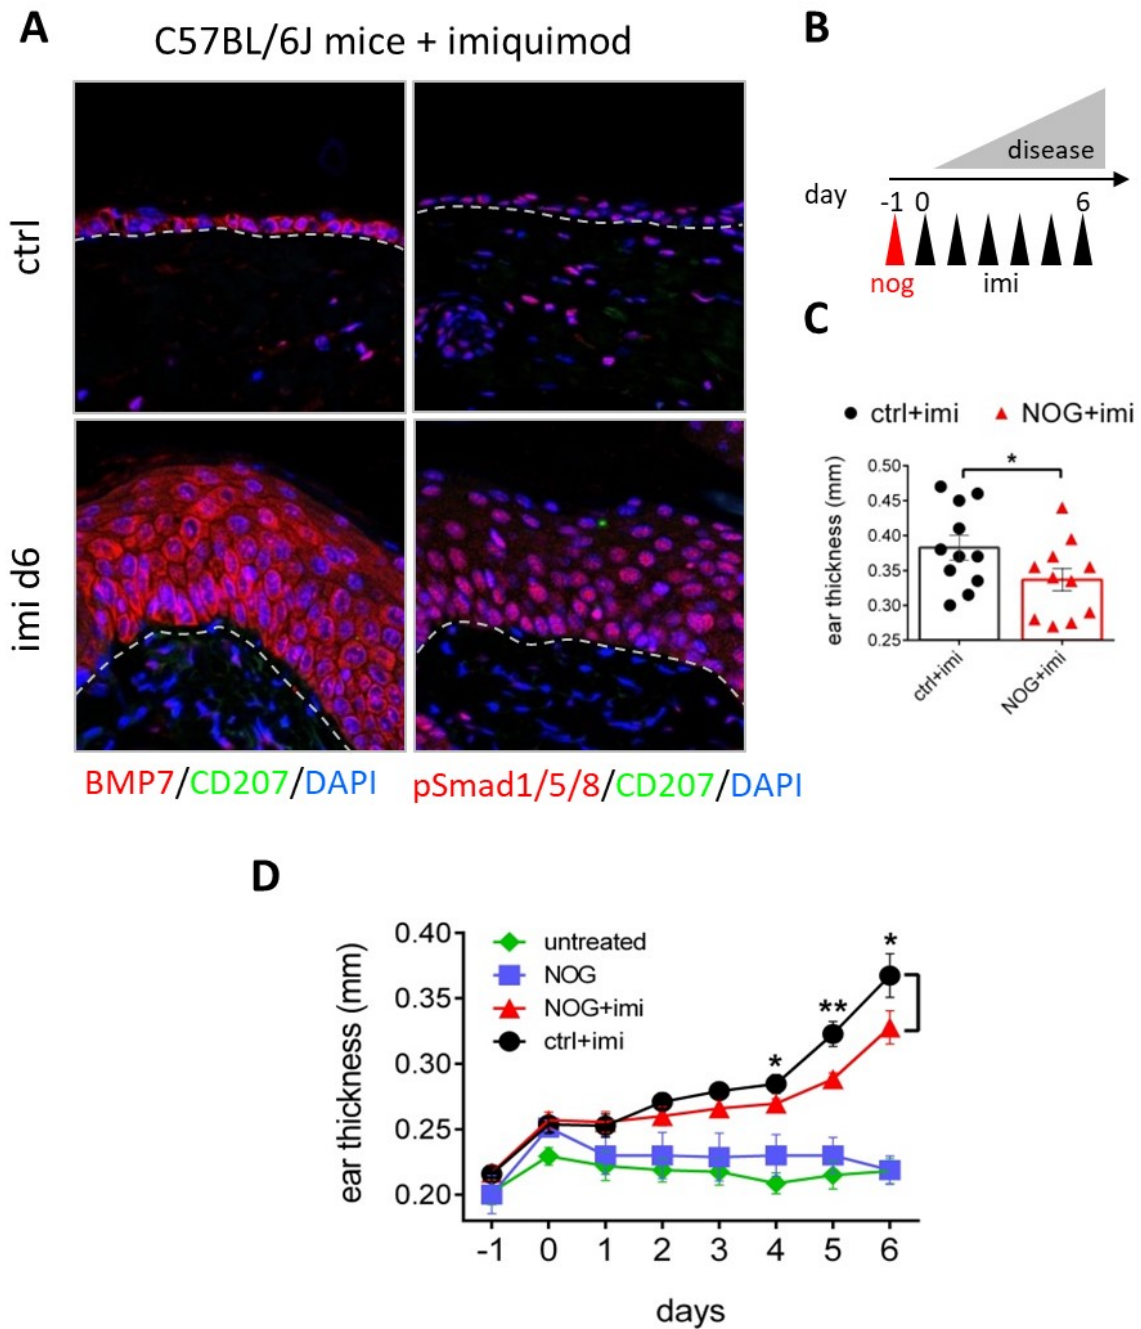 A
C57BL/6J mice + imiquimod
ctrl
imi d6
BMP7/CD207/DAPI
pSmad1/5/8/CD207/DAPI
B
disease
day
-1 0 6
nog
imi
C
ctrl+imi
NOG+imi
*
ear thickness (mm)
0.50
0.45
0.40
0.35
0.30
0.25
ctrl+imi
NOG+imi
D
ear thickness (mm)
0.40
0.35
0.30
0.25
0.20
untreated
NOG
NOG+imi
ctrl+imi
*
**
*
-1 0 1 2 3 4 5 6
days